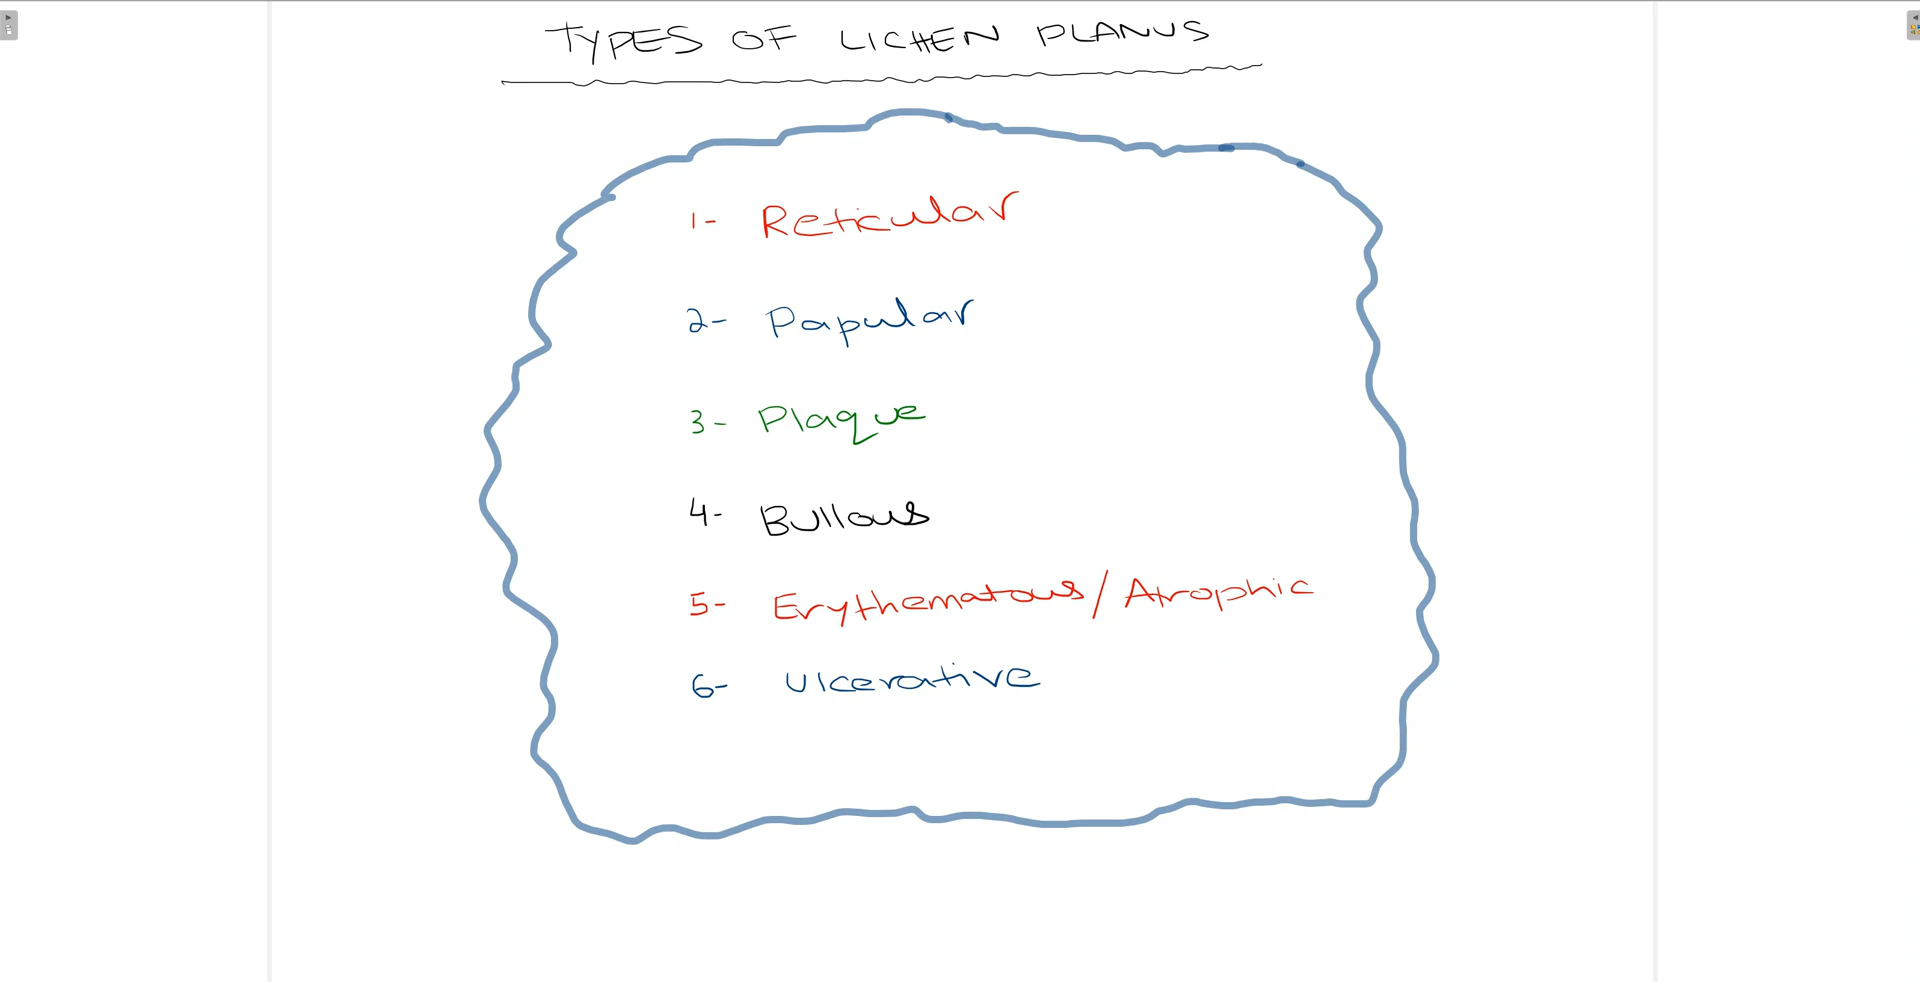 TYPES OF LICHEN PLANUS
1- Reticular
2- Papular
3- Plaque
4- Bullous
5- Erythematous/Atrophic
6- Ulcerative